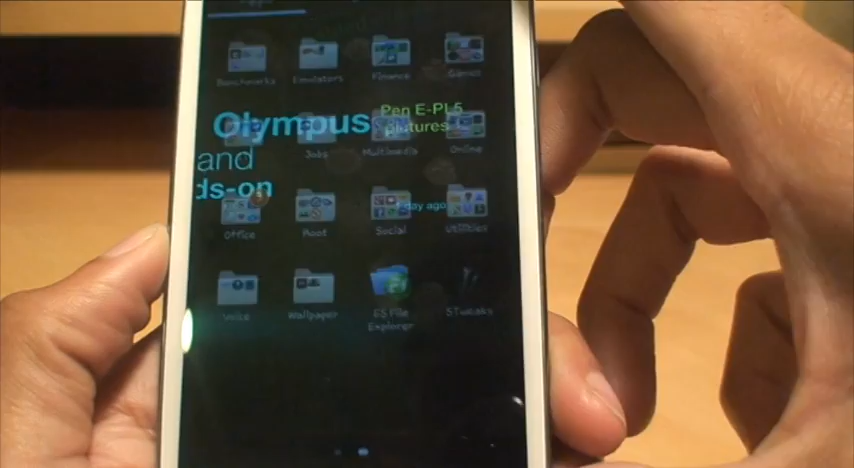 Benchmarks Emulators Finance Games
Olympus Pen E-PL5
pictures
and Jobs Multimedia Online
ds-on
day ago
Office Root Social Utilities
Voice Wallpaper ES File
Explorer STweaks